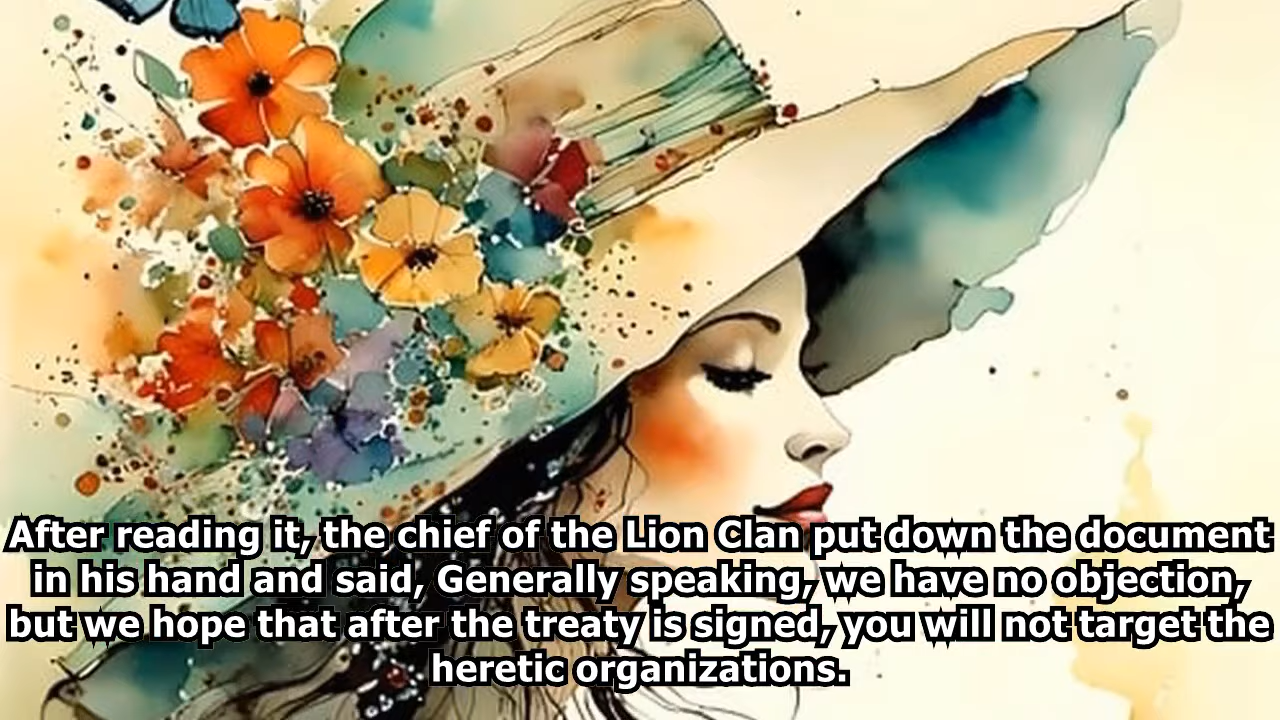 After reading it, the chief of the Lion Clan put down the document
in his hand and said, Generally speaking, we have no objection,
but we hope that after the treaty is signed, you will not target the
heretic organizations.